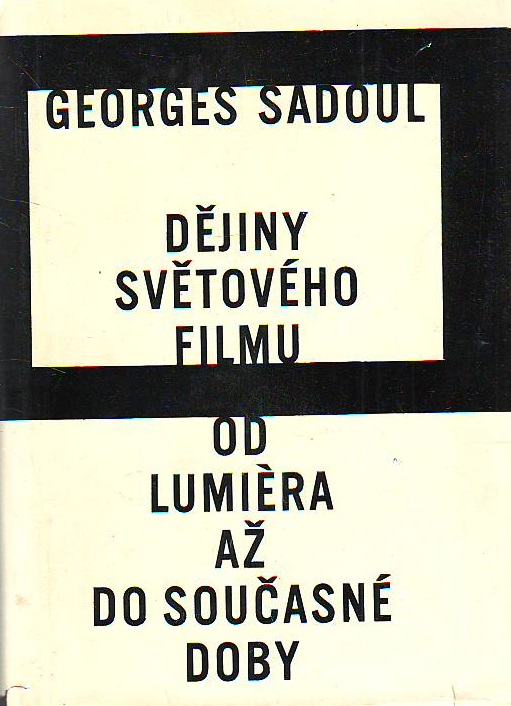 GEORGES SADOUL
DĚJINY
SVĚTOVÉHO
FILMU
OD
LUMIÈRA
AŽ
DO SOUČASNÉ
DOBY